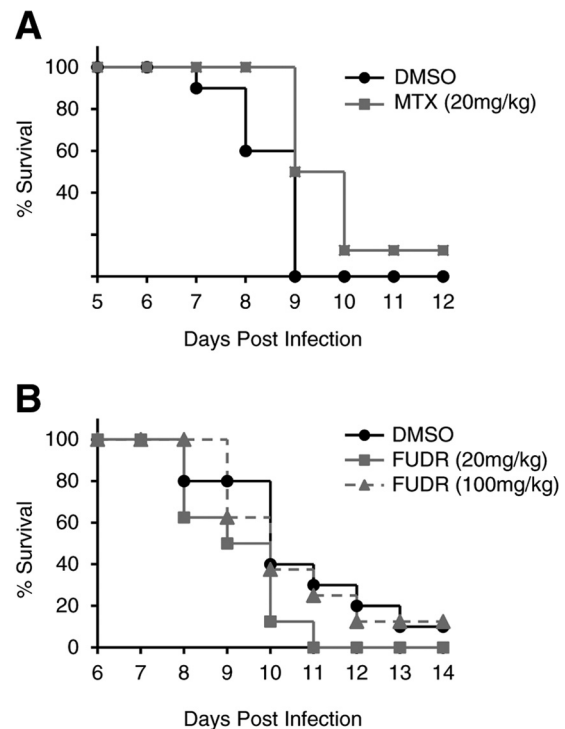 A
% Survival
100
80
60
40
DMSO
MTX (20mg/kg)
5 6 7 8 9 10 11 12
Days Post Infection
B
% Survival
100
80
60
40
20
0
DMSO
FUDR (20mg/kg)
FUDR (100mg/kg)
6 7 8 9 10 11 12 13 14
Days Post Infection